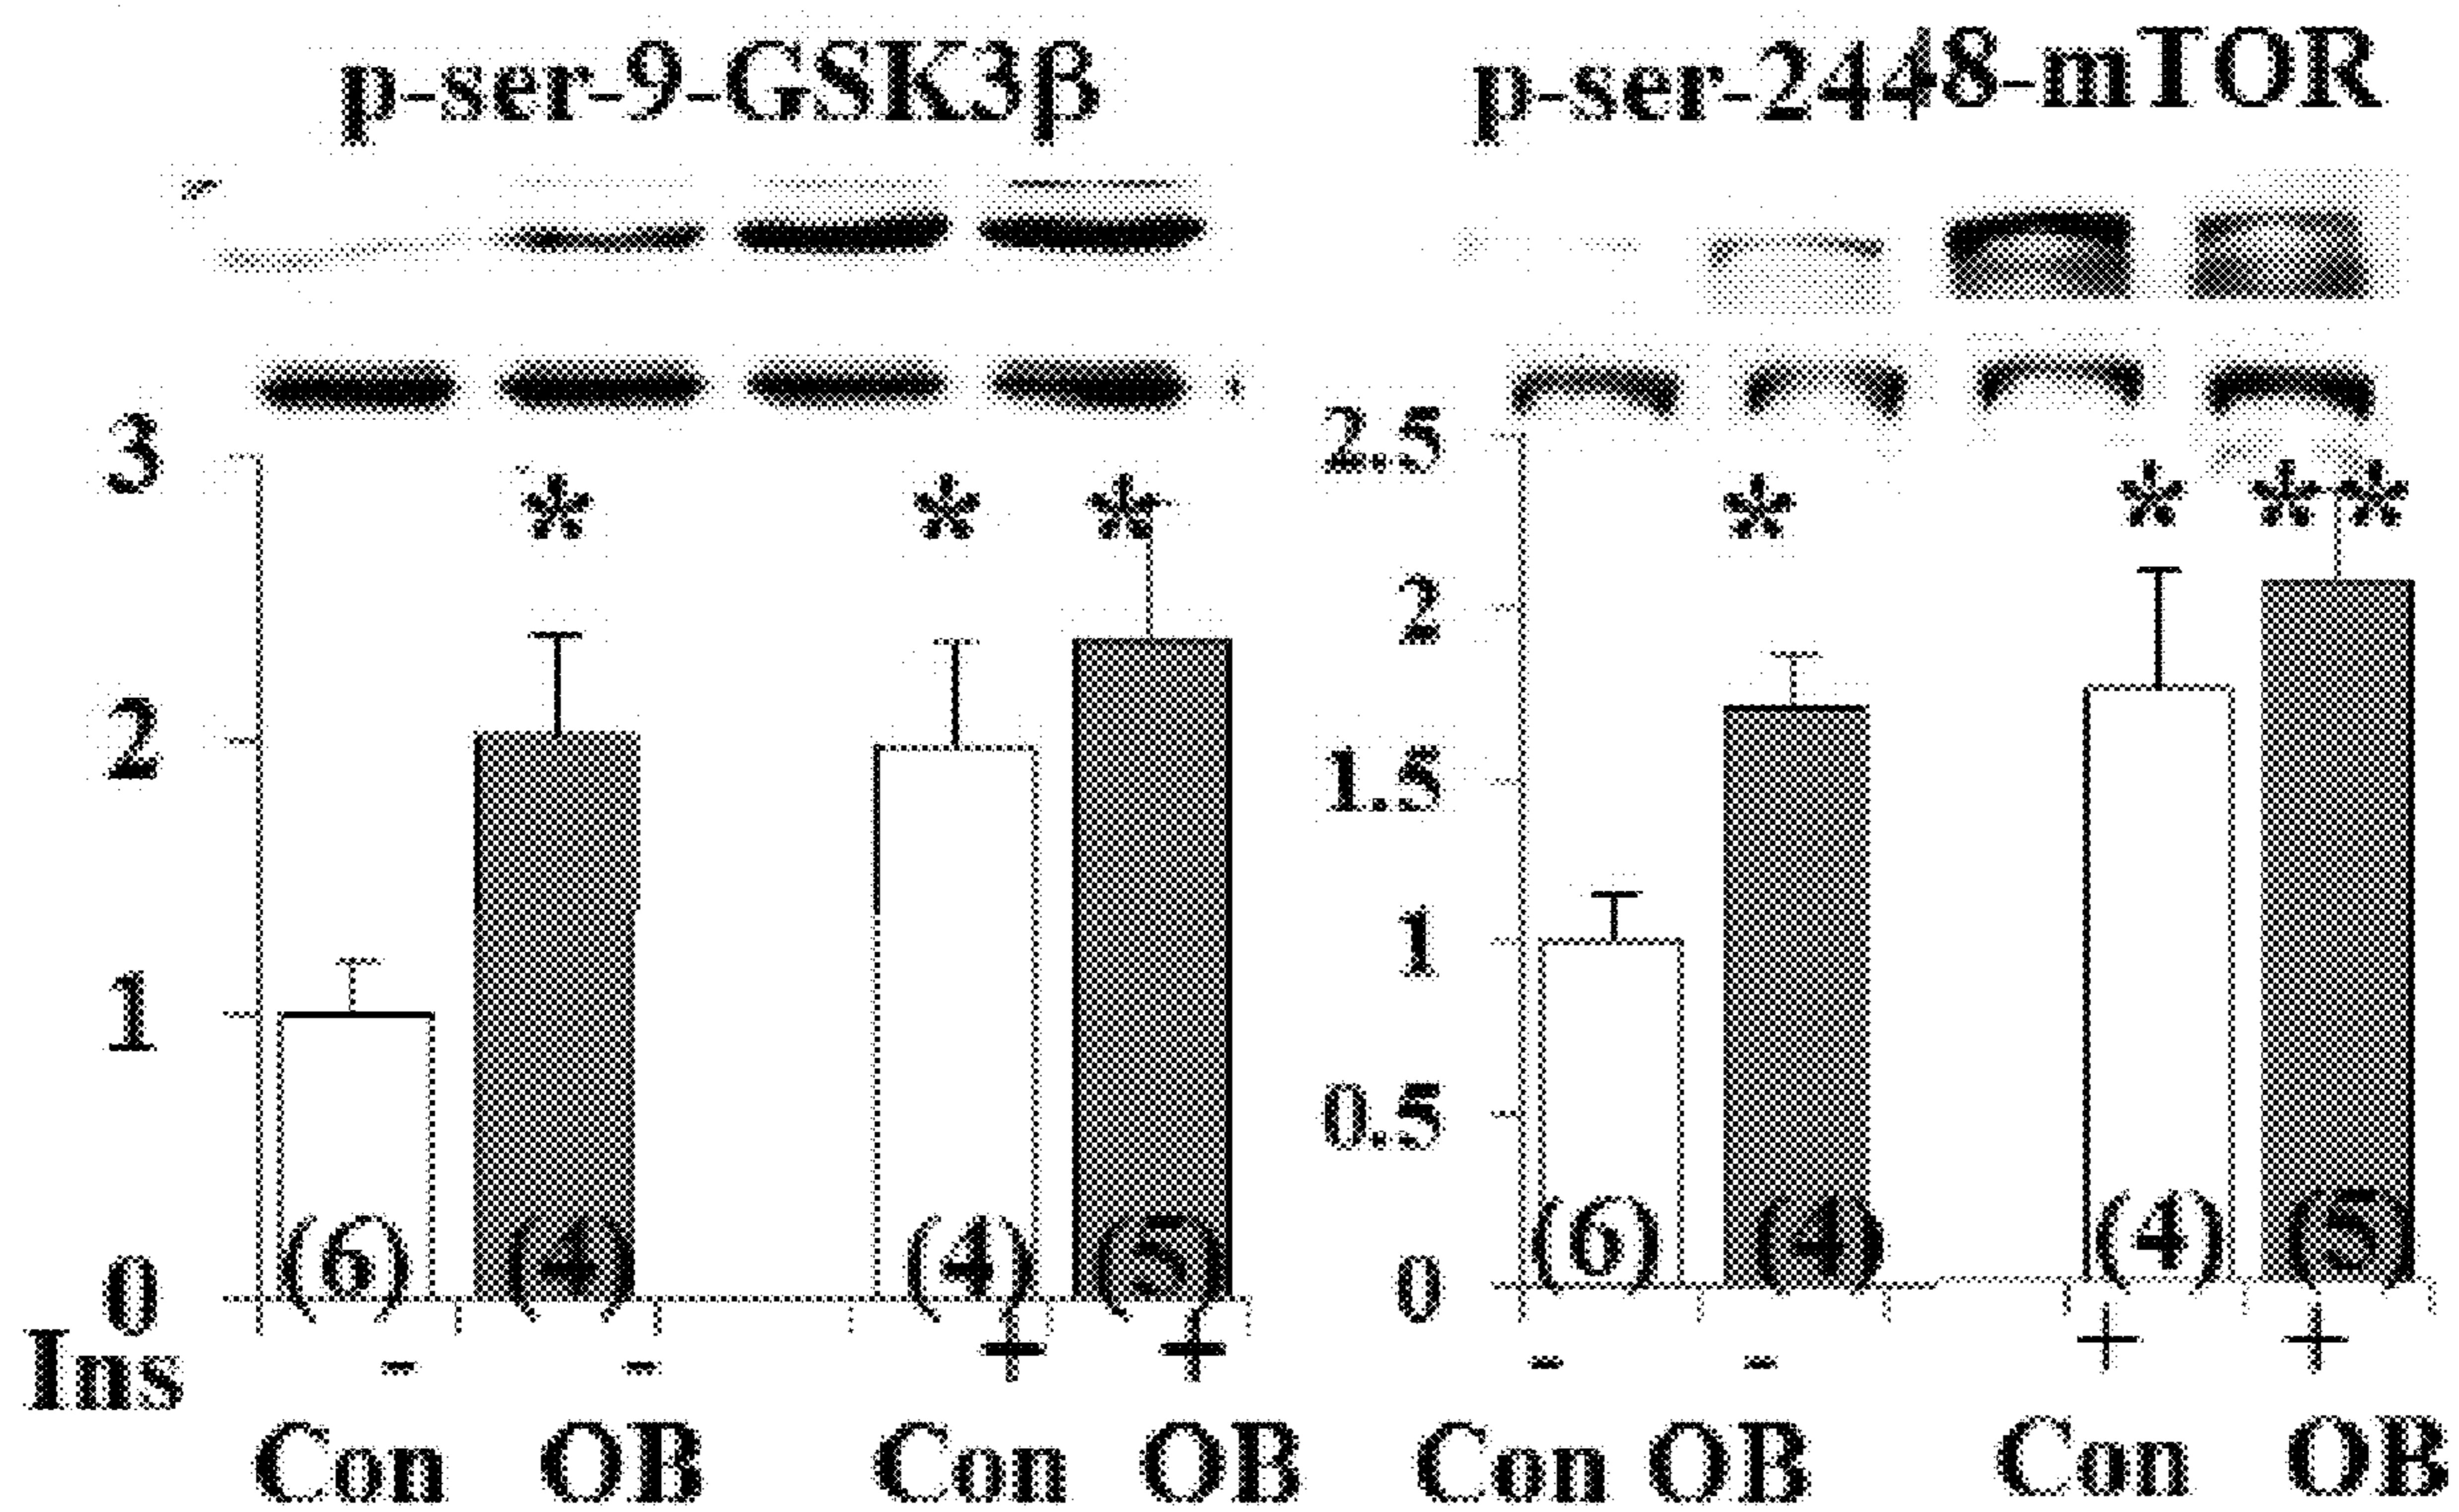 p-ser-9-GSK3β
3
* * *
2
1
0
(6) (4) (4) (5)
Ins - - + +
Con OB Con OB
p-ser-2448-mTOR
2.5
* * **
2
1.5
1
0.5
0
(6) (4) (4) (5)
- - + +
Con OB Con OB